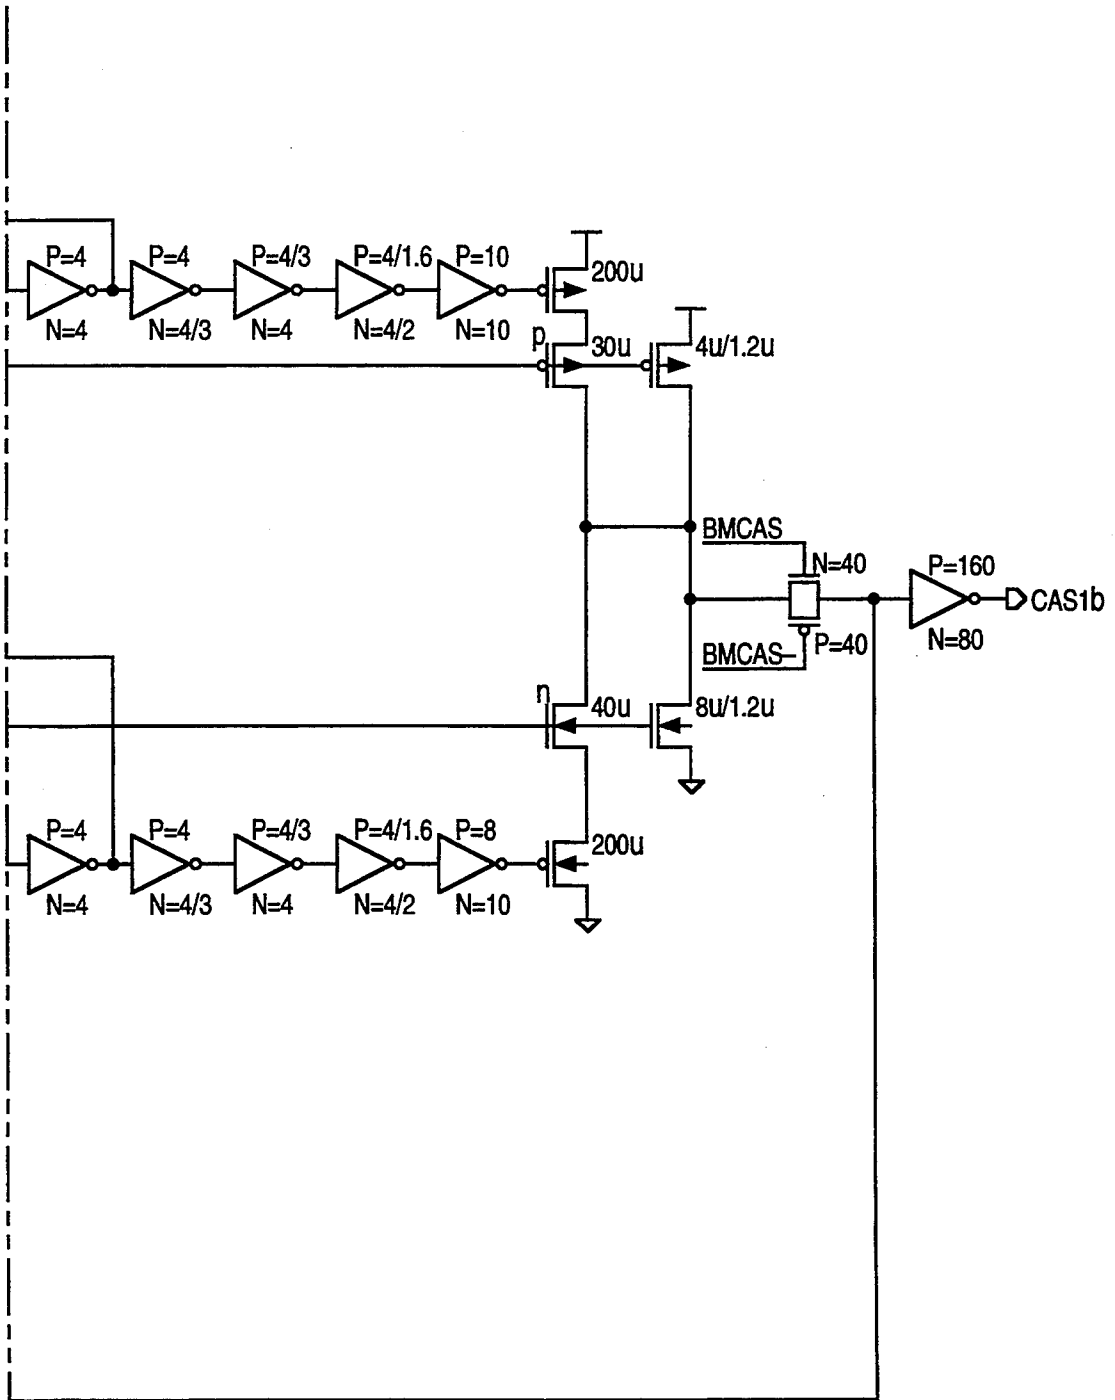 P=4 P=4 P=4/3 P=4/1.6 P=10
200u
N=4 N=4/3 N=4 N=4/2 N=10
p 30u 4u/1.2u
BMCAS
N=40 P=160
CAS1b
BMCAS– P=40 N=80
n 40u 8u/1.2u
P=4 P=4 P=4/3 P=4/1.6 P=8
200u
N=4 N=4/3 N=4 N=4/2 N=10